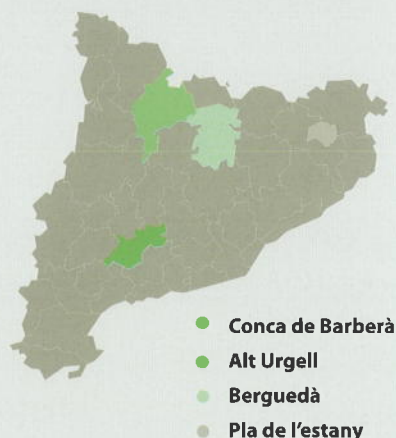 Conca de Barberà
Alt Urgell
Berguedà
Pla de l'estany